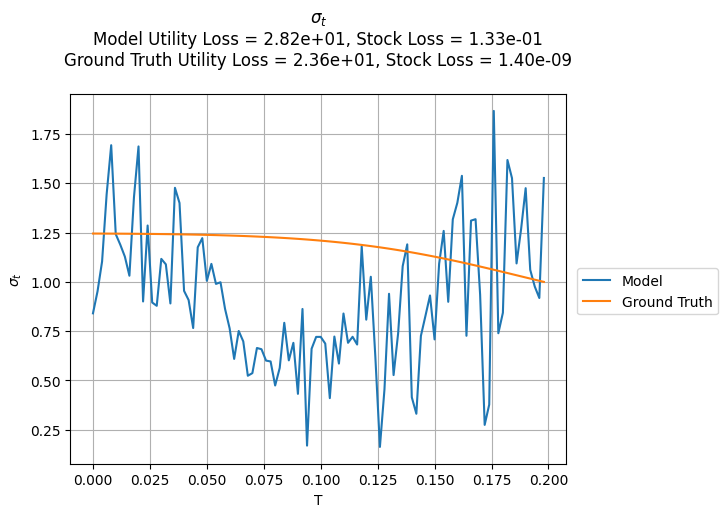 σt
Model Utility Loss = 2.82e+01, Stock Loss = 1.33e-01
Ground Truth Utility Loss = 2.36e+01, Stock Loss = 1.40e-09
1.75
1.50
1.25
1.00
0.75
0.50
0.25
σt
0.000 0.025 0.050 0.075 0.100 0.125 0.150 0.175 0.200
T
Model
Ground Truth